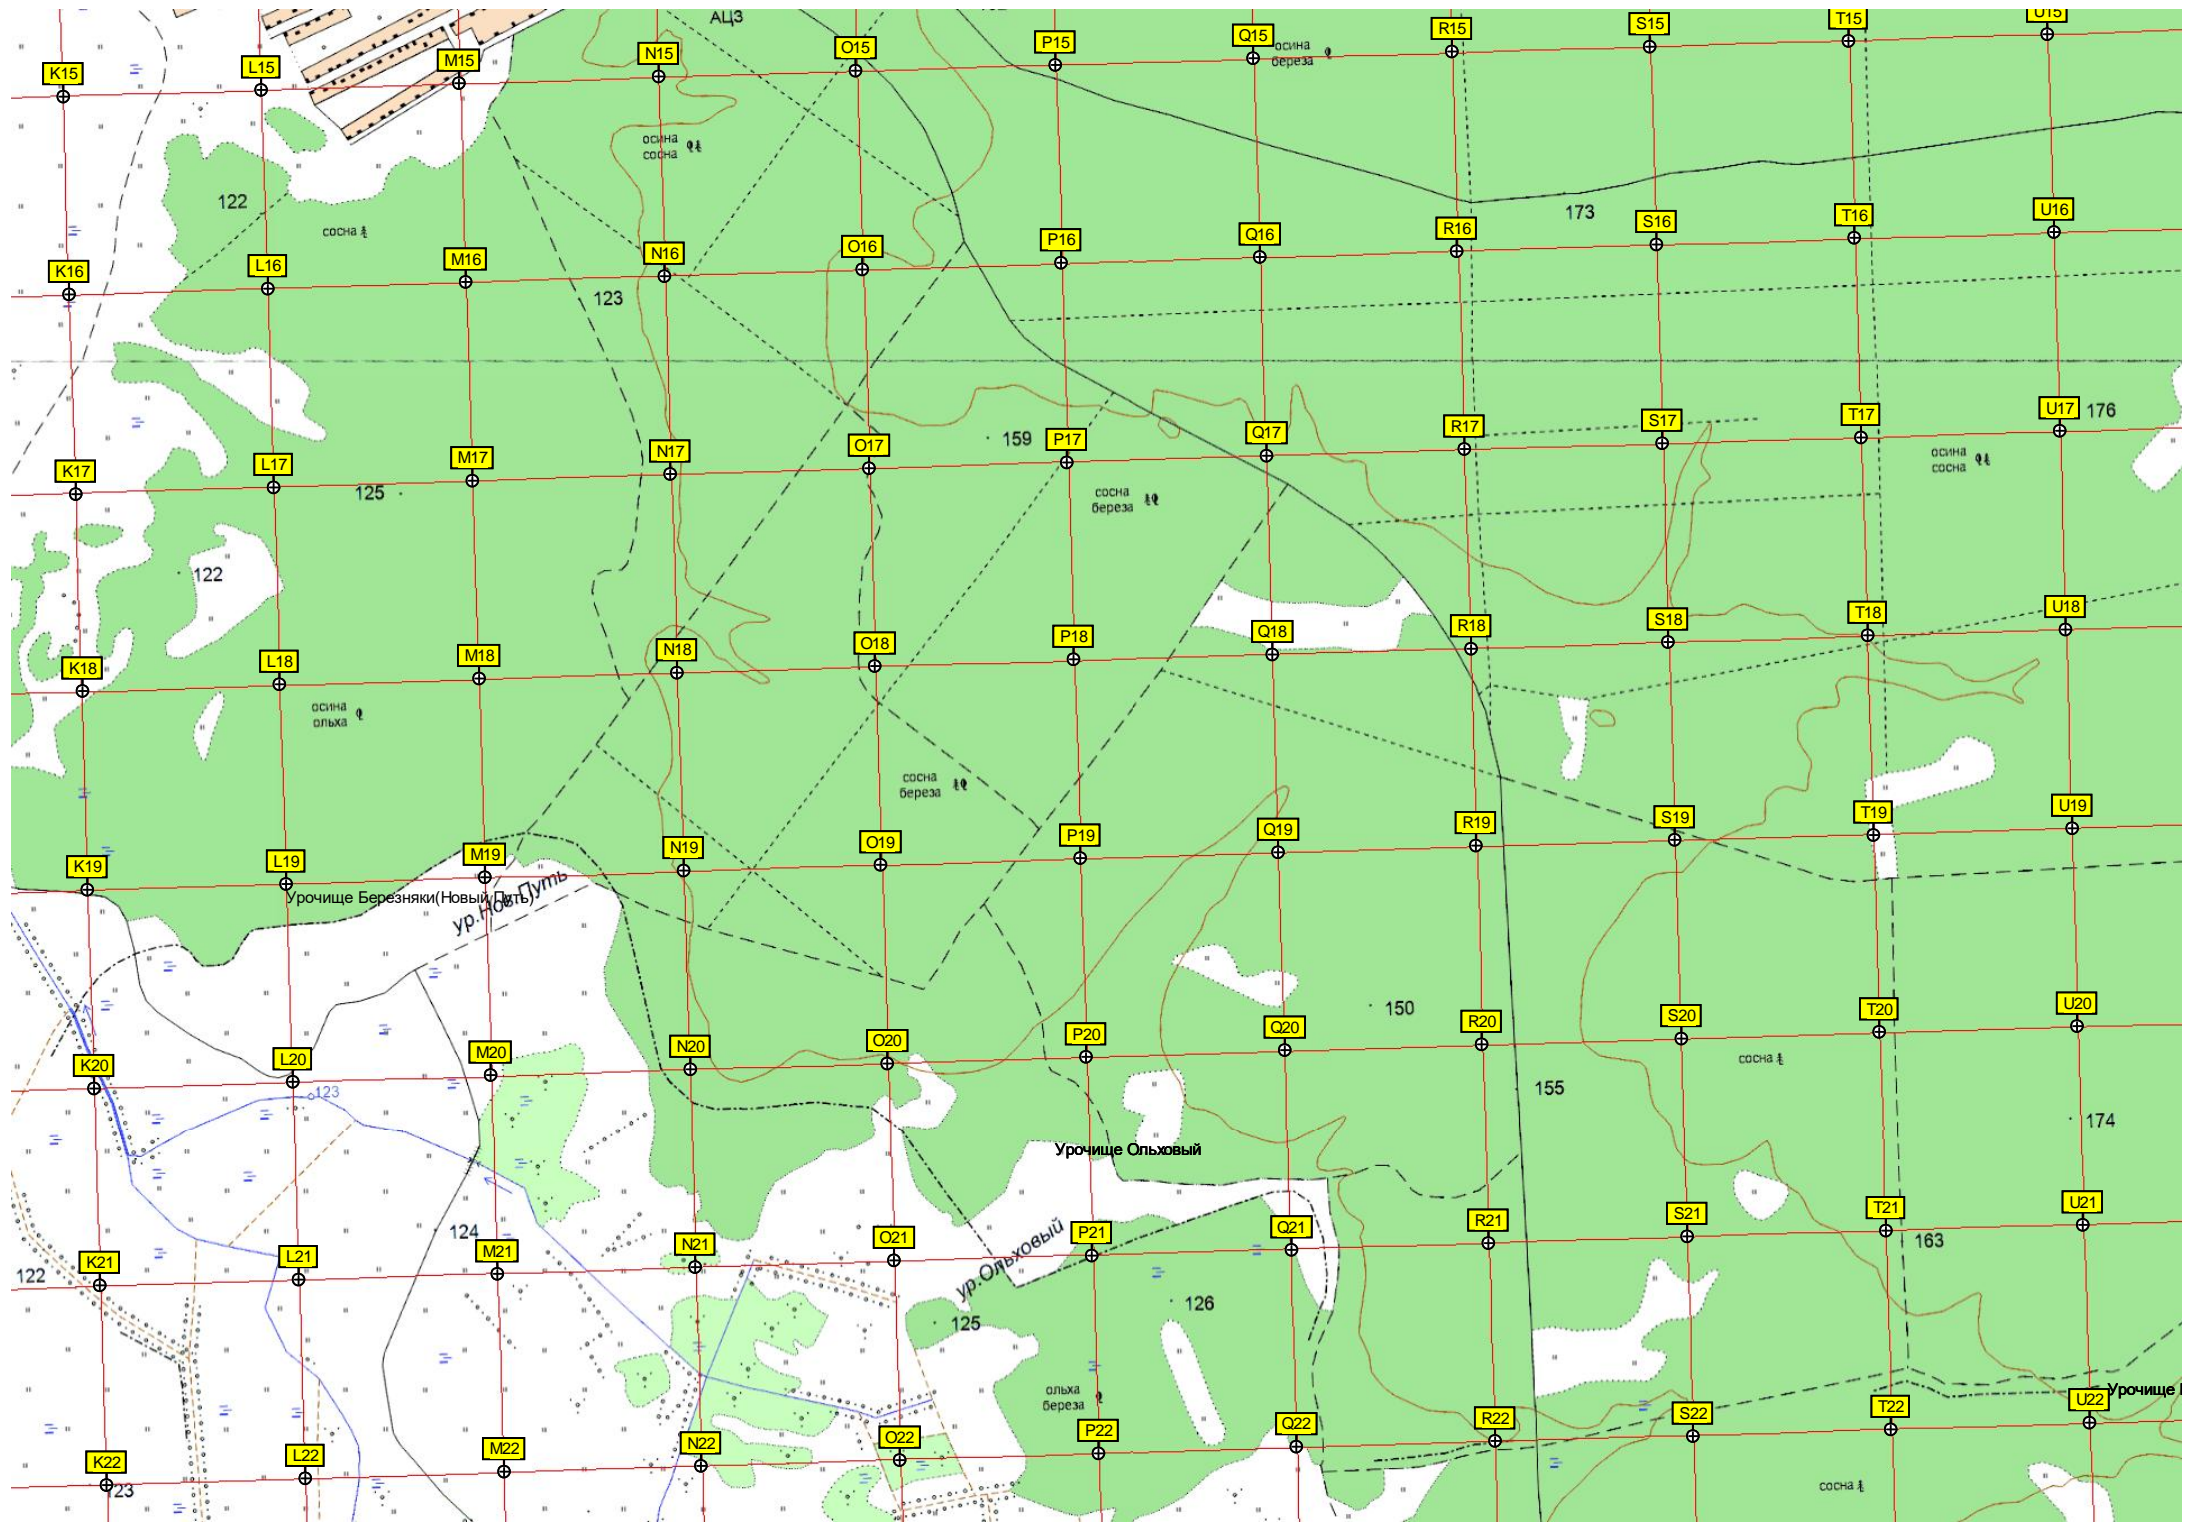 АЦЗ
K15
L15
M15
N15
O15
P15
Q15
R15
S15
T15
U15
осина
береза
осина
сосна
122
сосна
173
K16
L16
M16
N16
O16
P16
Q16
R16
S16
T16
U16
123
159
176
K17
L17
M17
N17
O17
P17
Q17
R17
S17
T17
U17
125
осина
сосна
сосна
береза
122
K18
L18
M18
N18
O18
P18
Q18
R18
S18
T18
U18
осина
ольха
сосна
береза
K19
L19
M19
N19
O19
P19
Q19
R19
S19
T19
U19
Урочище Березняки(Новый Путь)
ур.Новый Путь
150
K20
L20
M20
N20
O20
P20
Q20
R20
S20
T20
U20
сосна
123
155
174
Урочище Ольховый
K21
L21
M21
N21
O21
P21
Q21
R21
S21
T21
U21
124
163
ур.Ольховый
122
126
125
ольха
береза
Урочище
K22
L22
M22
N22
O22
P22
Q22
R22
S22
T22
U22
123
сосна